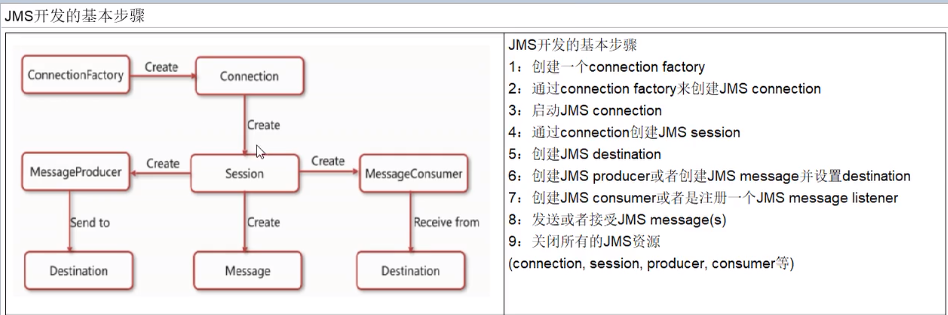 JMS开发的基本步骤
ConnectionFactory
Create
Connection
Create
MessageProducer
Create
Session
Create
MessageConsumer
Send to
Create
Receive from
Destination
Message
Destination
JMS开发的基本步骤
1：创建一个connection factory
2：通过connection factory来创建JMS connection
3：启动JMS connection
4：通过connection创建JMS session
5：创建JMS destination
6：创建JMS producer或者创建JMS message并设置destination
7：创建JMS consumer或者是注册一个JMS message listener
8：发送或者接受JMS message(s)
9：关闭所有的JMS资源
(connection, session, producer, consumer等)